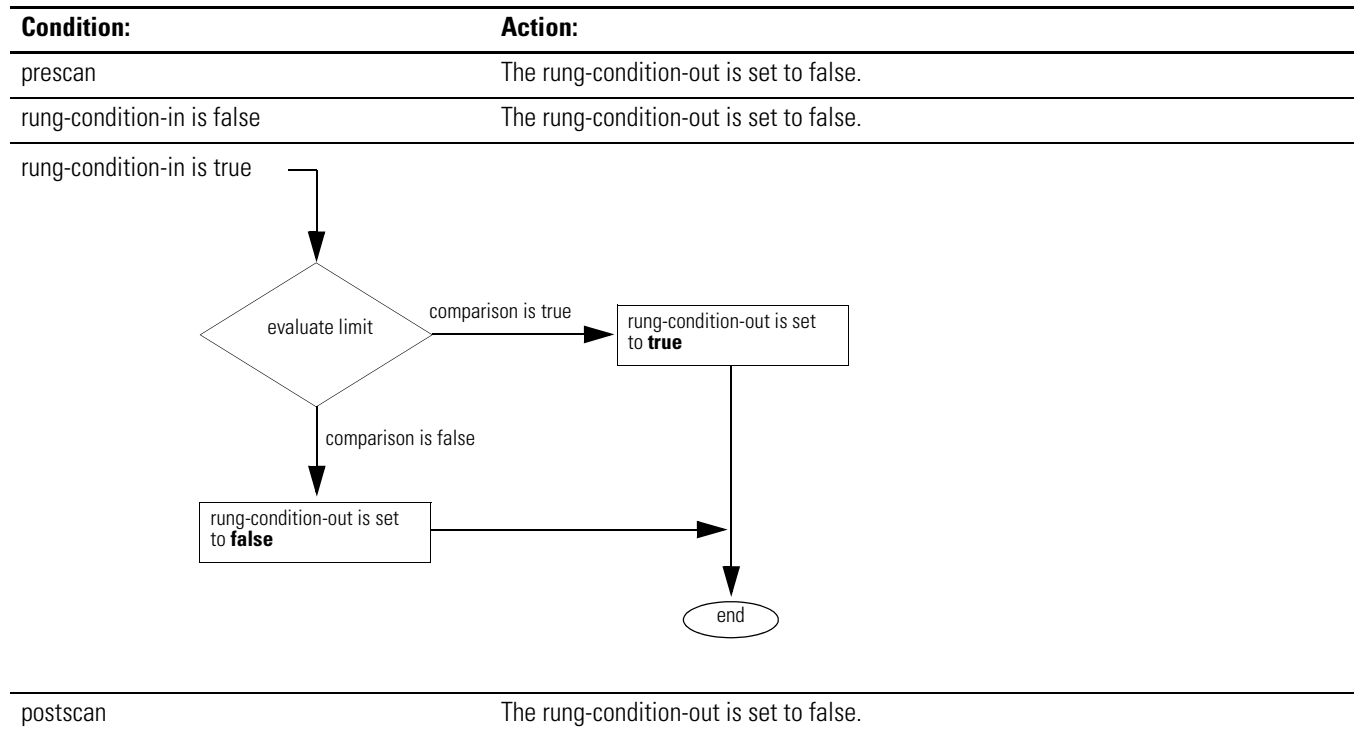 Condition: Action:
prescan The rung-condition-out is set to false.
rung-condition-in is false The rung-condition-out is set to false.
rung-condition-in is true
evaluate limit
comparison is true
rung-condition-out is set
to true
comparison is false
rung-condition-out is set
to false
end
postscan The rung-condition-out is set to false.